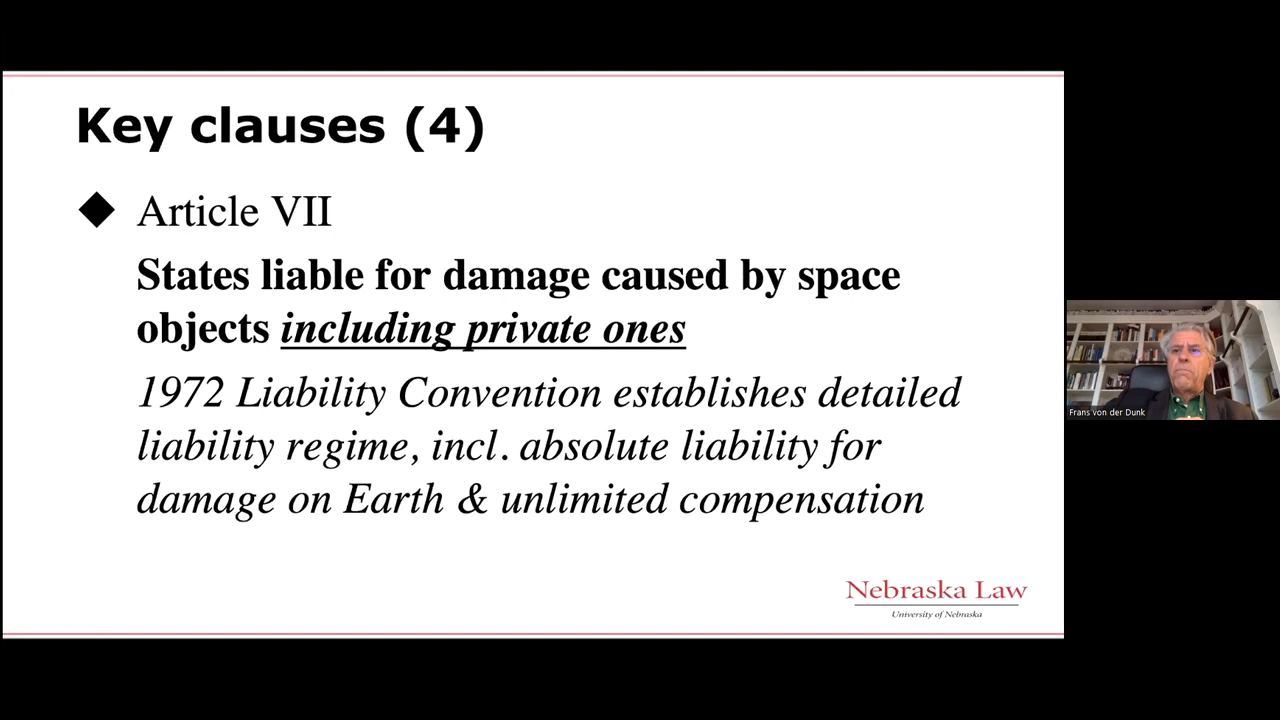 Key clauses (4)
◆ Article VII
States liable for damage caused by space
objects including private ones
1972 Liability Convention establishes detailed
liability regime, incl. absolute liability for
damage on Earth & unlimited compensation
Nebraska Law
University of Nebraska
Frans von der Dunk